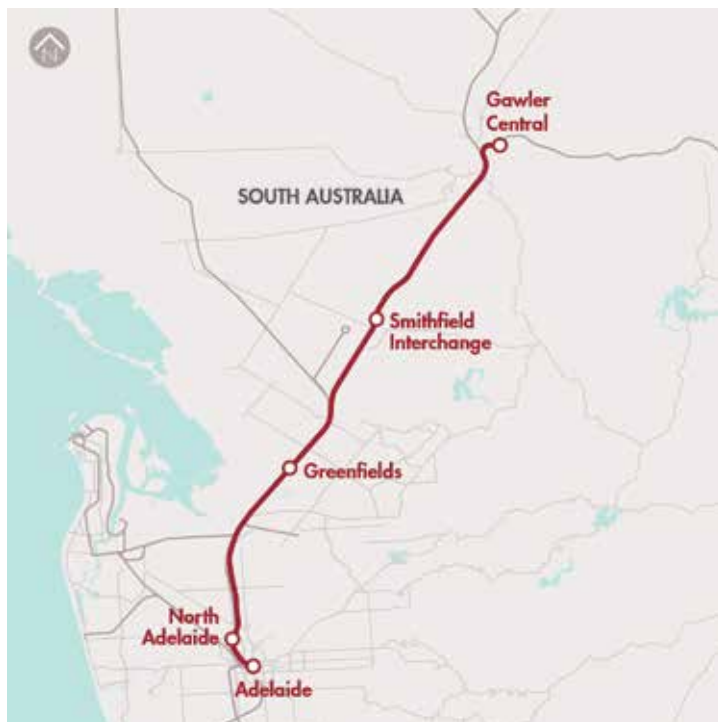 N
Gawler
Central
SOUTH AUSTRALIA
Smithfield
Interchange
Greenfields
North
Adelaide
Adelaide